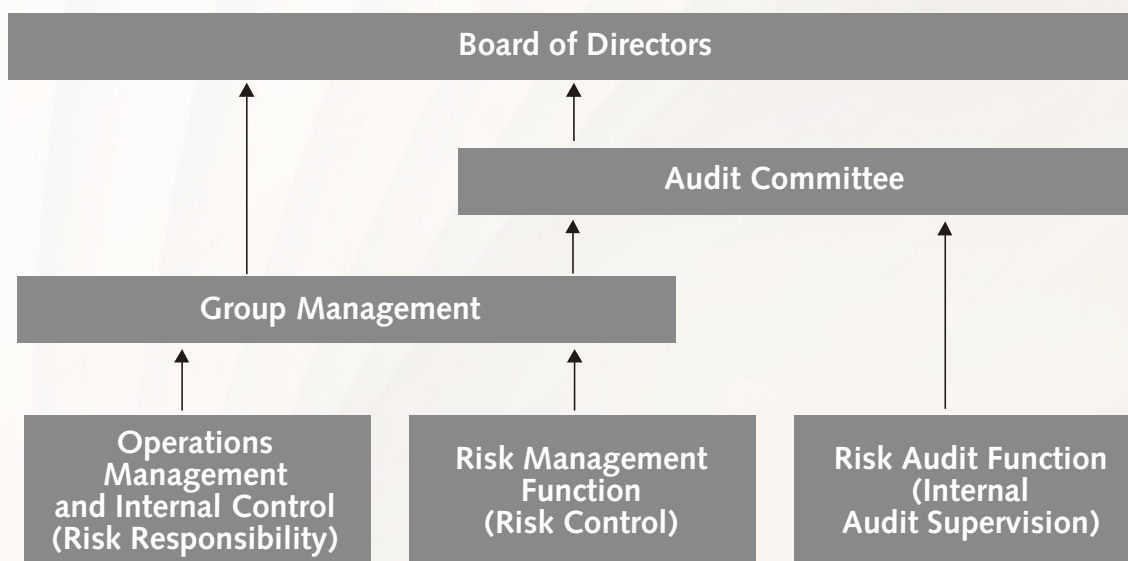 Board of Directors
Audit Committee
Group Management
Operations
Management
and Internal Control
(Risk Responsibility)
Risk Management
Function
(Risk Control)
Risk Audit Function
(Internal
Audit Supervision)